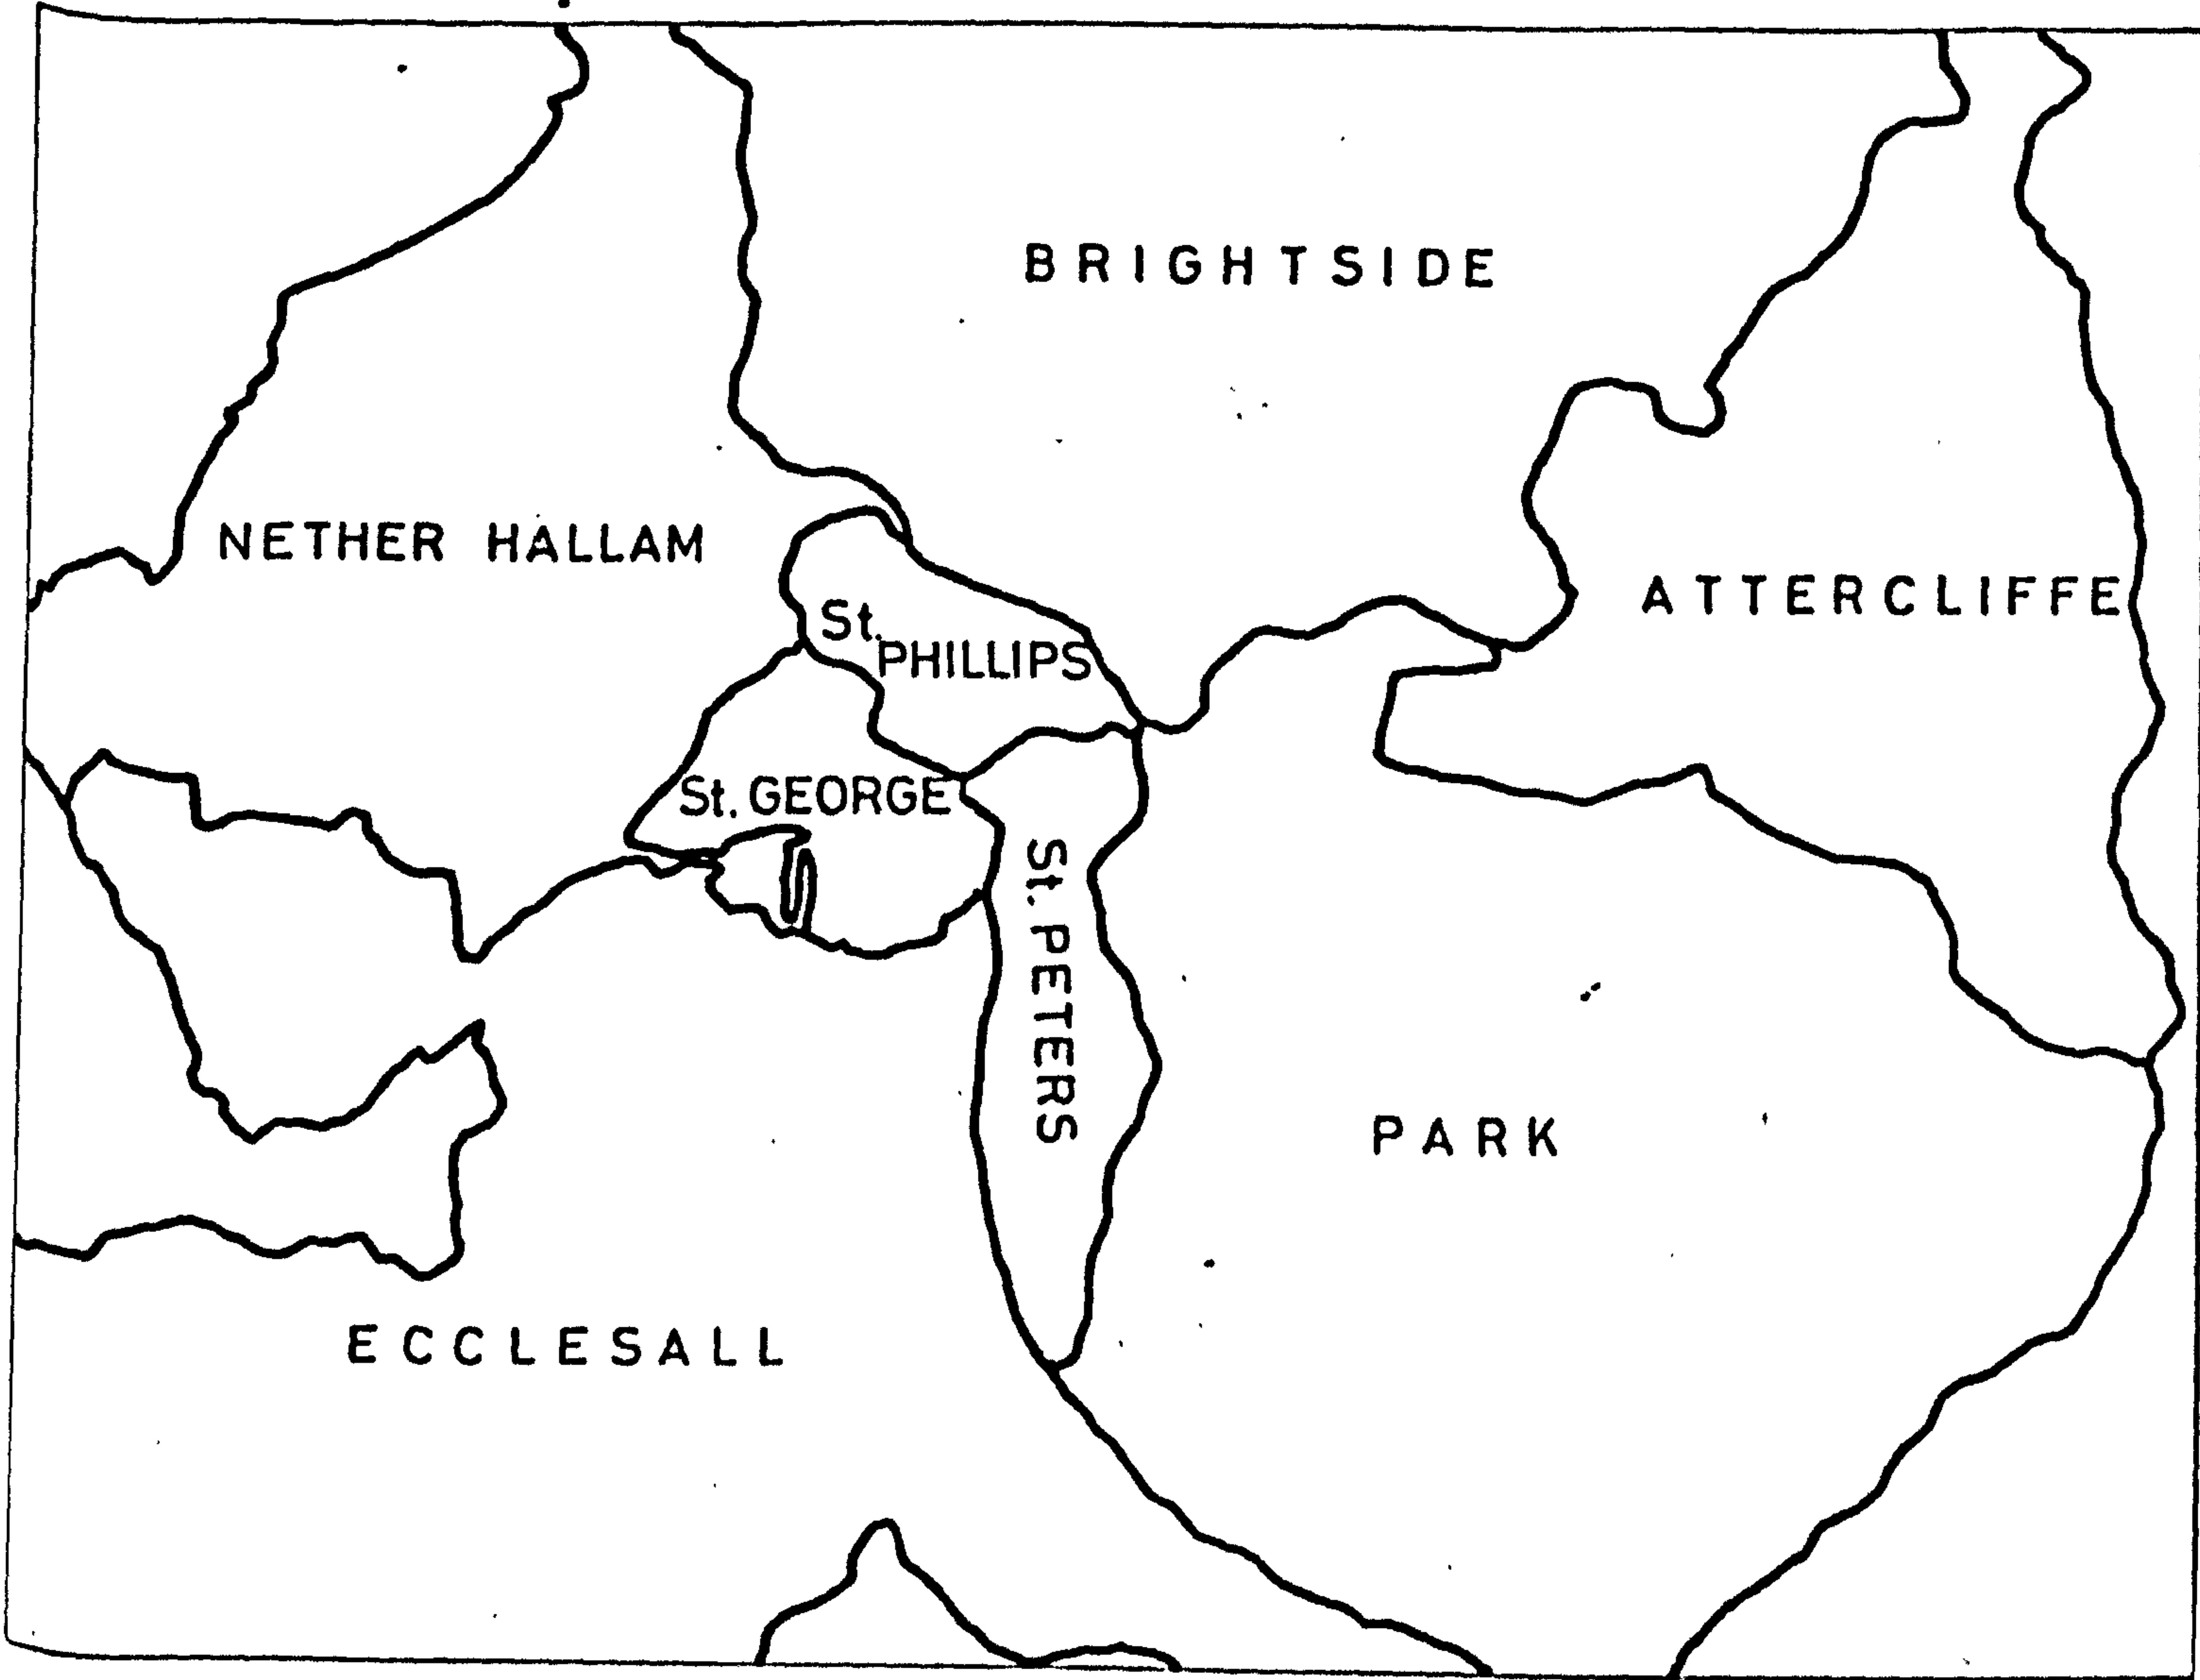 BRIGHTSIDE
NETHER HALLAM
ATTERCLIFFE
St.
PHILLIPS
St. GEORGE
St. PETERS
PARK
ECCLESALL